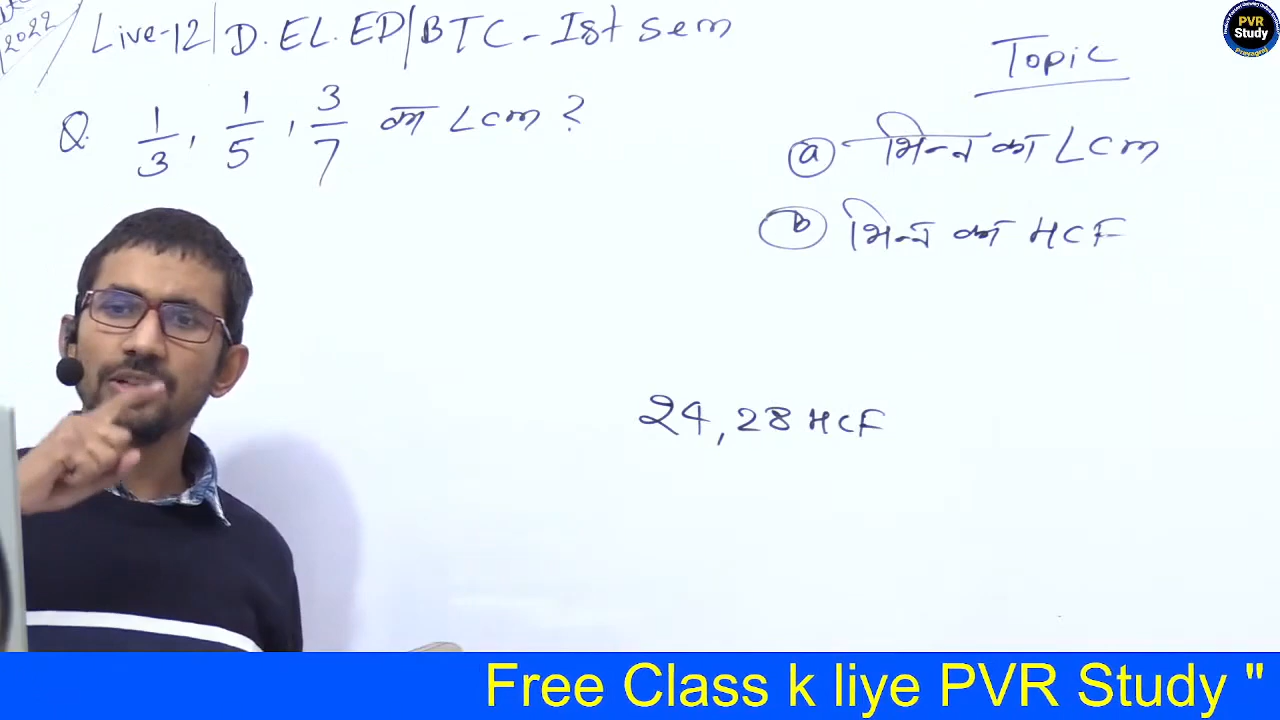 2022
Live-12/D.EL.ED/BTC-Ist Sem
Q. 1/3, 1/5, 3/7 का Lcm?
Topic
(a) भिन्न का Lcm
(b) भिन्न का HCF
24, 28 HCF
PVR
Study
Prayagraj
Free Class k liye PVR Study "